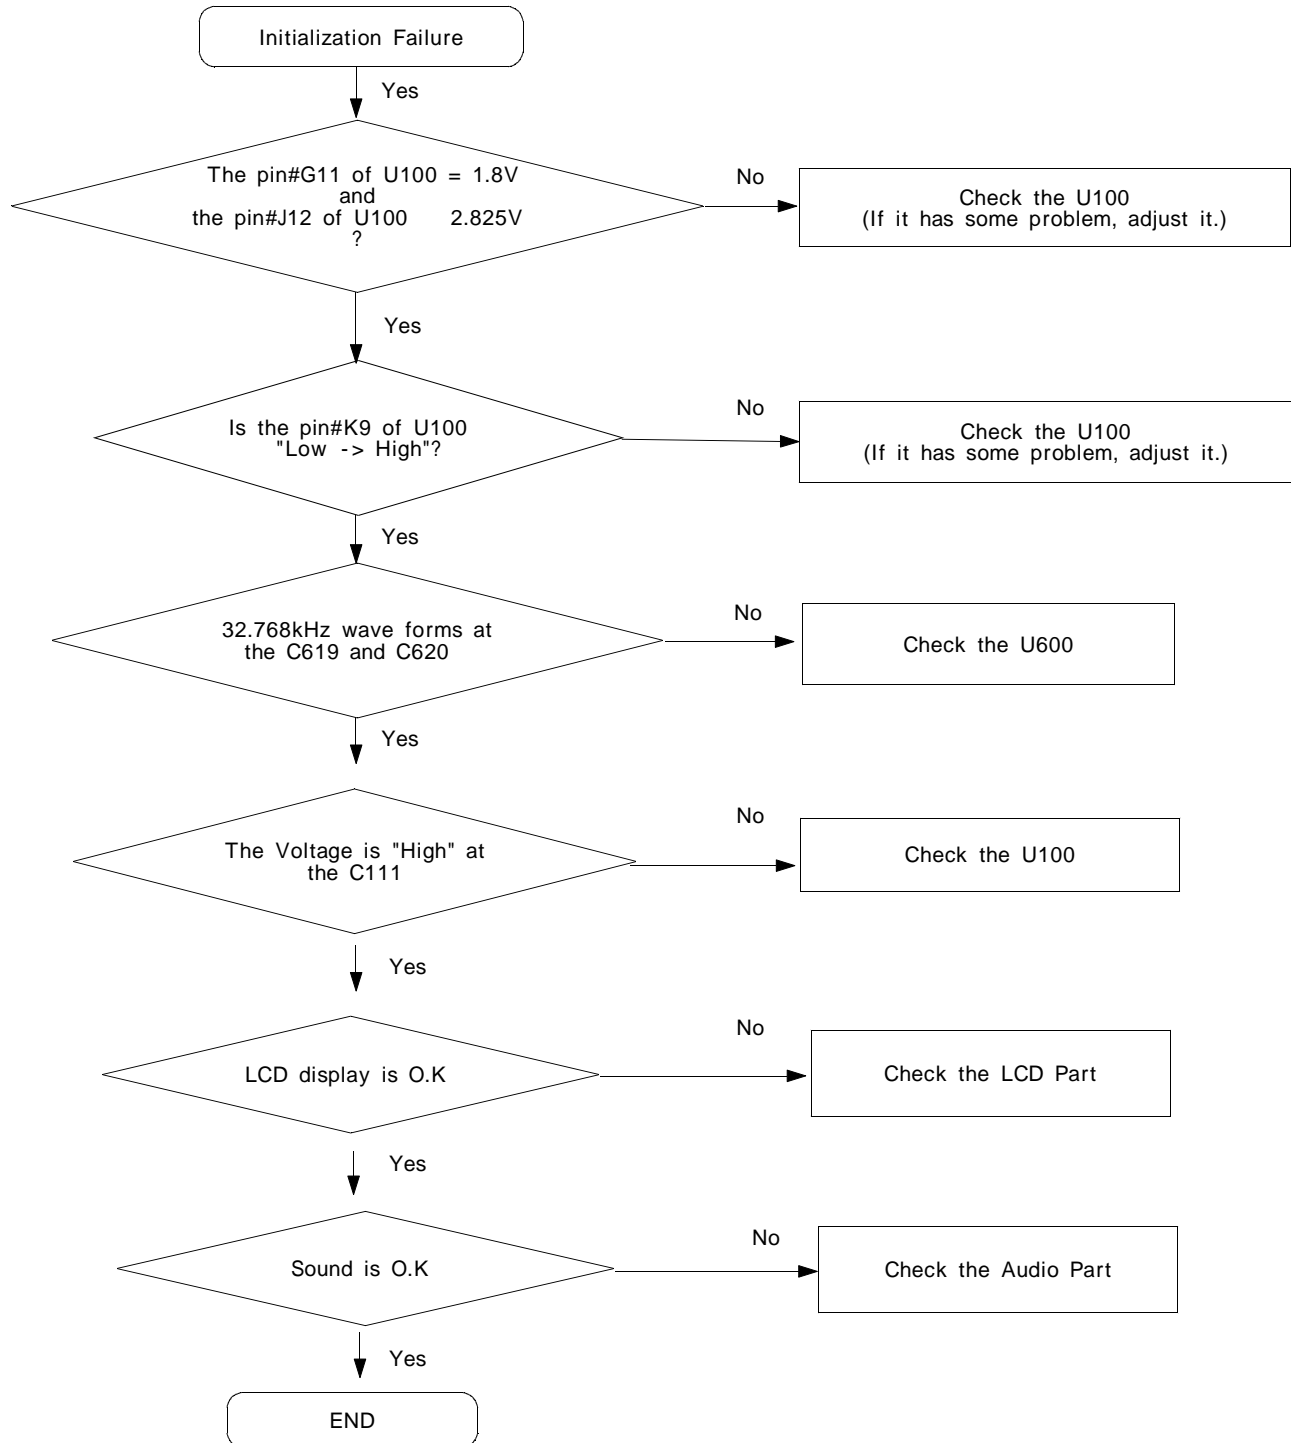 Initialization Failure
Yes
The pin#G11 of U100 = 1.8V
and
the pin#J12 of U100 2.825V
?
No
Check the U100
(If it has some problem, adjust it.)
Yes
Is the pin#K9 of U100
"Low -> High"?
No
Check the U100
(If it has some problem, adjust it.)
Yes
32.768kHz wave forms at
the C619 and C620
No
Check the U600
Yes
The Voltage is "High" at
the C111
No
Check the U100
Yes
LCD display is O.K
No
Check the LCD Part
Yes
Sound is O.K
No
Check the Audio Part
Yes
END